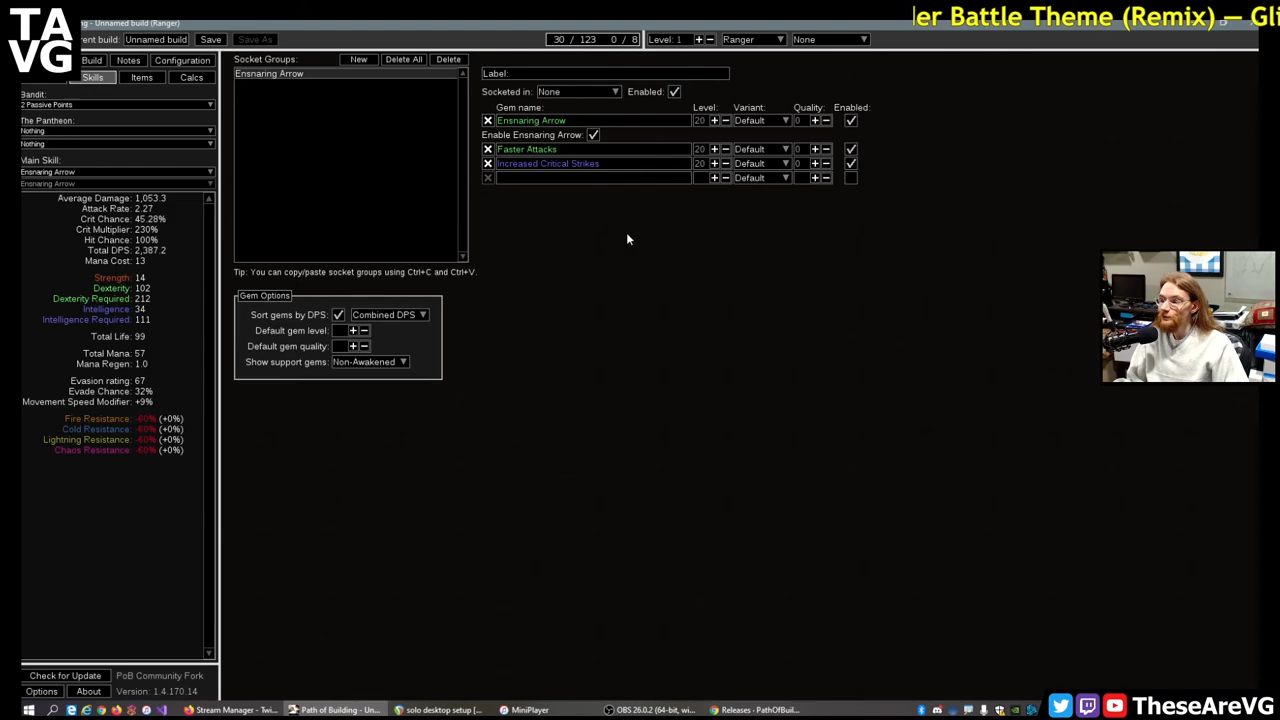 TA
VG
er Battle Theme (Remix) — Gli
ng - Unnamed build (Ranger)
ent build: Unnamed build Save Save As 30 / 123 0 / 8 Level: 1 + − Ranger None
Build Notes Configuration
Skills Items Calcs
Bandit:
2 Passive Points
The Pantheon:
Nothing
Nothing
Main Skill:
Ensnaring Arrow
Ensnaring Arrow
Average Damage: 1,053.3
Attack Rate: 2.27
Crit Chance: 45.28%
Crit Multiplier: 230%
Hit Chance: 100%
Total DPS: 2,387.2
Mana Cost: 13
Strength: 14
Dexterity: 102
Dexterity Required: 212
Intelligence: 34
Intelligence Required: 111
Total Life: 99
Total Mana: 57
Mana Regen: 1.0
Evasion rating: 67
Evade Chance: 32%
Movement Speed Modifier: +9%
Fire Resistance: -60% (+0%)
Cold Resistance: -60% (+0%)
Lightning Resistance: -60% (+0%)
Chaos Resistance: -60% (+0%)
Check for Update PoB Community Fork
Options About Version: 1.4.170.14
Socket Groups: New Delete All Delete
Ensnaring Arrow
Tip: You can copy/paste socket groups using Ctrl+C and Ctrl+V.
Gem Options
Sort gems by DPS: Combined DPS
Default gem level: + −
Default gem quality: + −
Show support gems: Non-Awakened
Label:
Socketed in: None Enabled:
Gem name: Level: Variant: Quality: Enabled:
Ensnaring Arrow 20 + − Default 0 + −
Enable Ensnaring Arrow:
Faster Attacks 20 + − Default 0 + −
Increased Critical Strikes 20 + − Default 0 + −
+ − Default + −
Stream Manager - Twi... Path of Building - Un... solo desktop setup [... MiniPlayer OBS 26.0.2 (64-bit, wi... Releases · PathOfBuil...
TheseAreVG